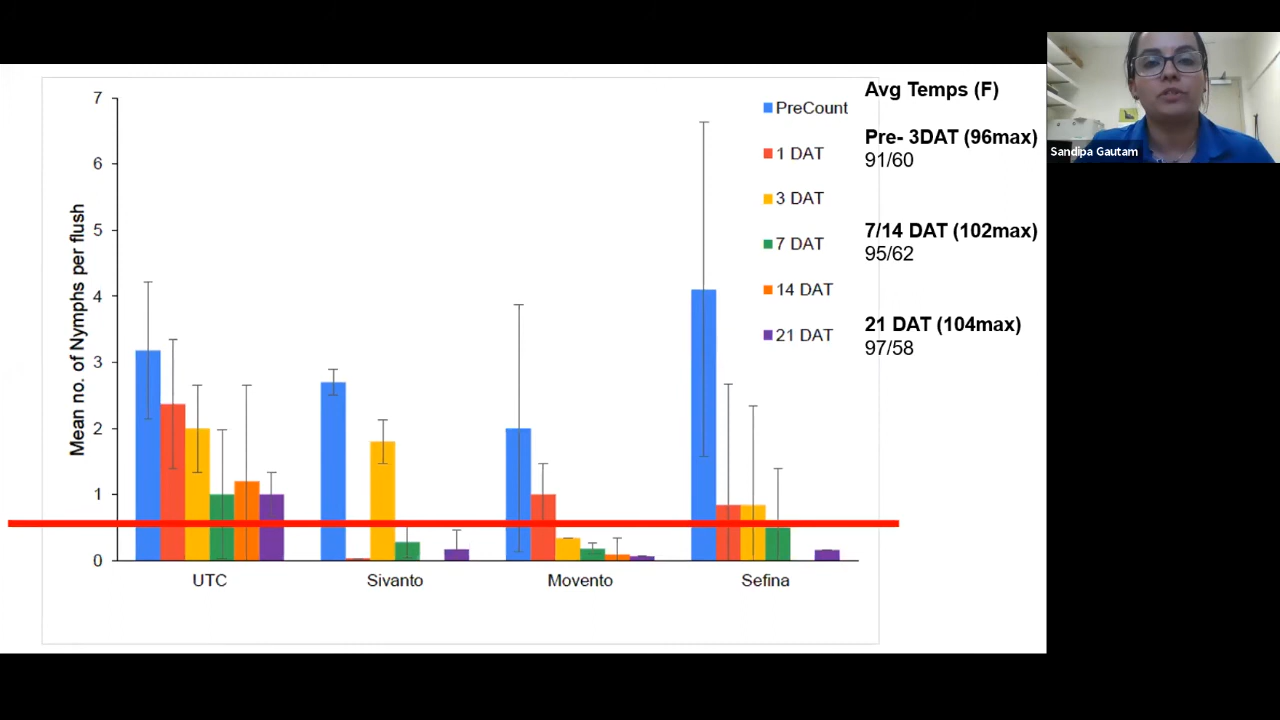 7
6
5
4
3
2
1
0
Mean no. of Nymphs per flush
UTC
Sivanto
Movento
Sefina
PreCount
1 DAT
3 DAT
7 DAT
14 DAT
21 DAT
Avg Temps (F)
Pre- 3DAT (96max)
91/60
7/14 DAT (102max)
95/62
21 DAT (104max)
97/58
Sandipa Gautam